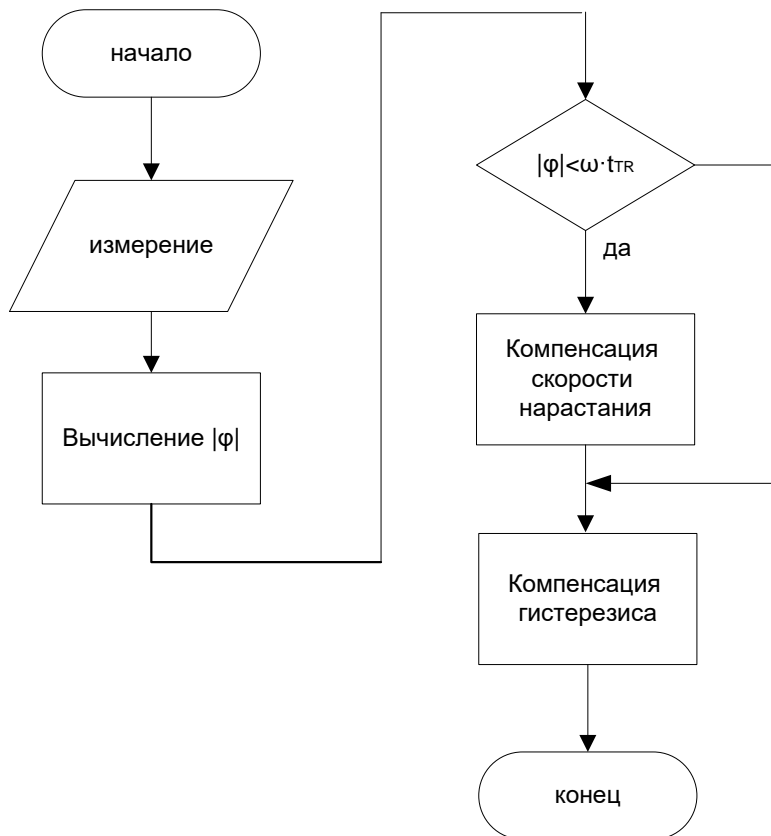 начало
измерение
Вычисление |φ|
|φ|<ω·tTR
да
Компенсация
скорости
нарастания
Компенсация
гистерезиса
конец